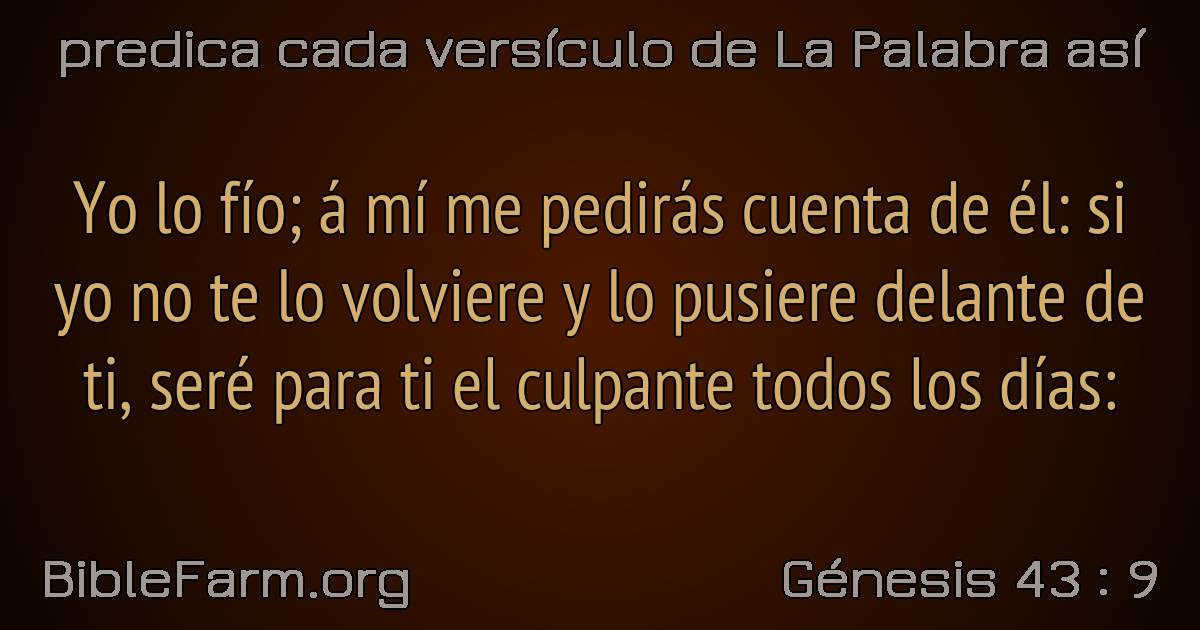 predica cada versículo de La Palabra así
Yo lo fío; á mí me pedirás cuenta de él: si
yo no te lo volviere y lo pusiere delante de
ti, seré para ti el culpante todos los días:
BibleFarm.org
Génesis 43 : 9